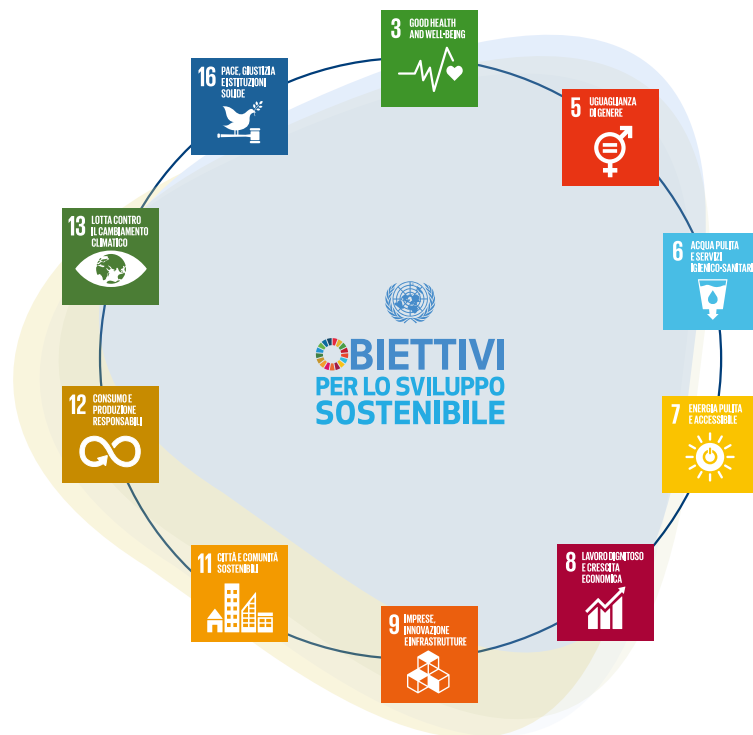 3 GOOD HEALTH
AND WELL-BEING
5 UGUAGLIANZA
DI GENERE
6 ACQUA PULITA
E SERVIZI
IGIENICO-SANITARI
7 ENERGIA PULITA
E ACCESSIBILE
8 LAVORO DIGNITOSO
E CRESCITA
ECONOMICA
9 IMPRESE,
INNOVAZIONE
E INFRASTRUTTURE
11 CITTÀ E COMUNITÀ
SOSTENIBILI
12 CONSUMO E
PRODUZIONE
RESPONSABILI
13 LOTTA CONTRO
IL CAMBIAMENTO
CLIMATICO
16 PACE, GIUSTIZIA
E ISTITUZIONI
SOLIDE
OBIETTIVI
PER LO SVILUPPO
SOSTENIBILE